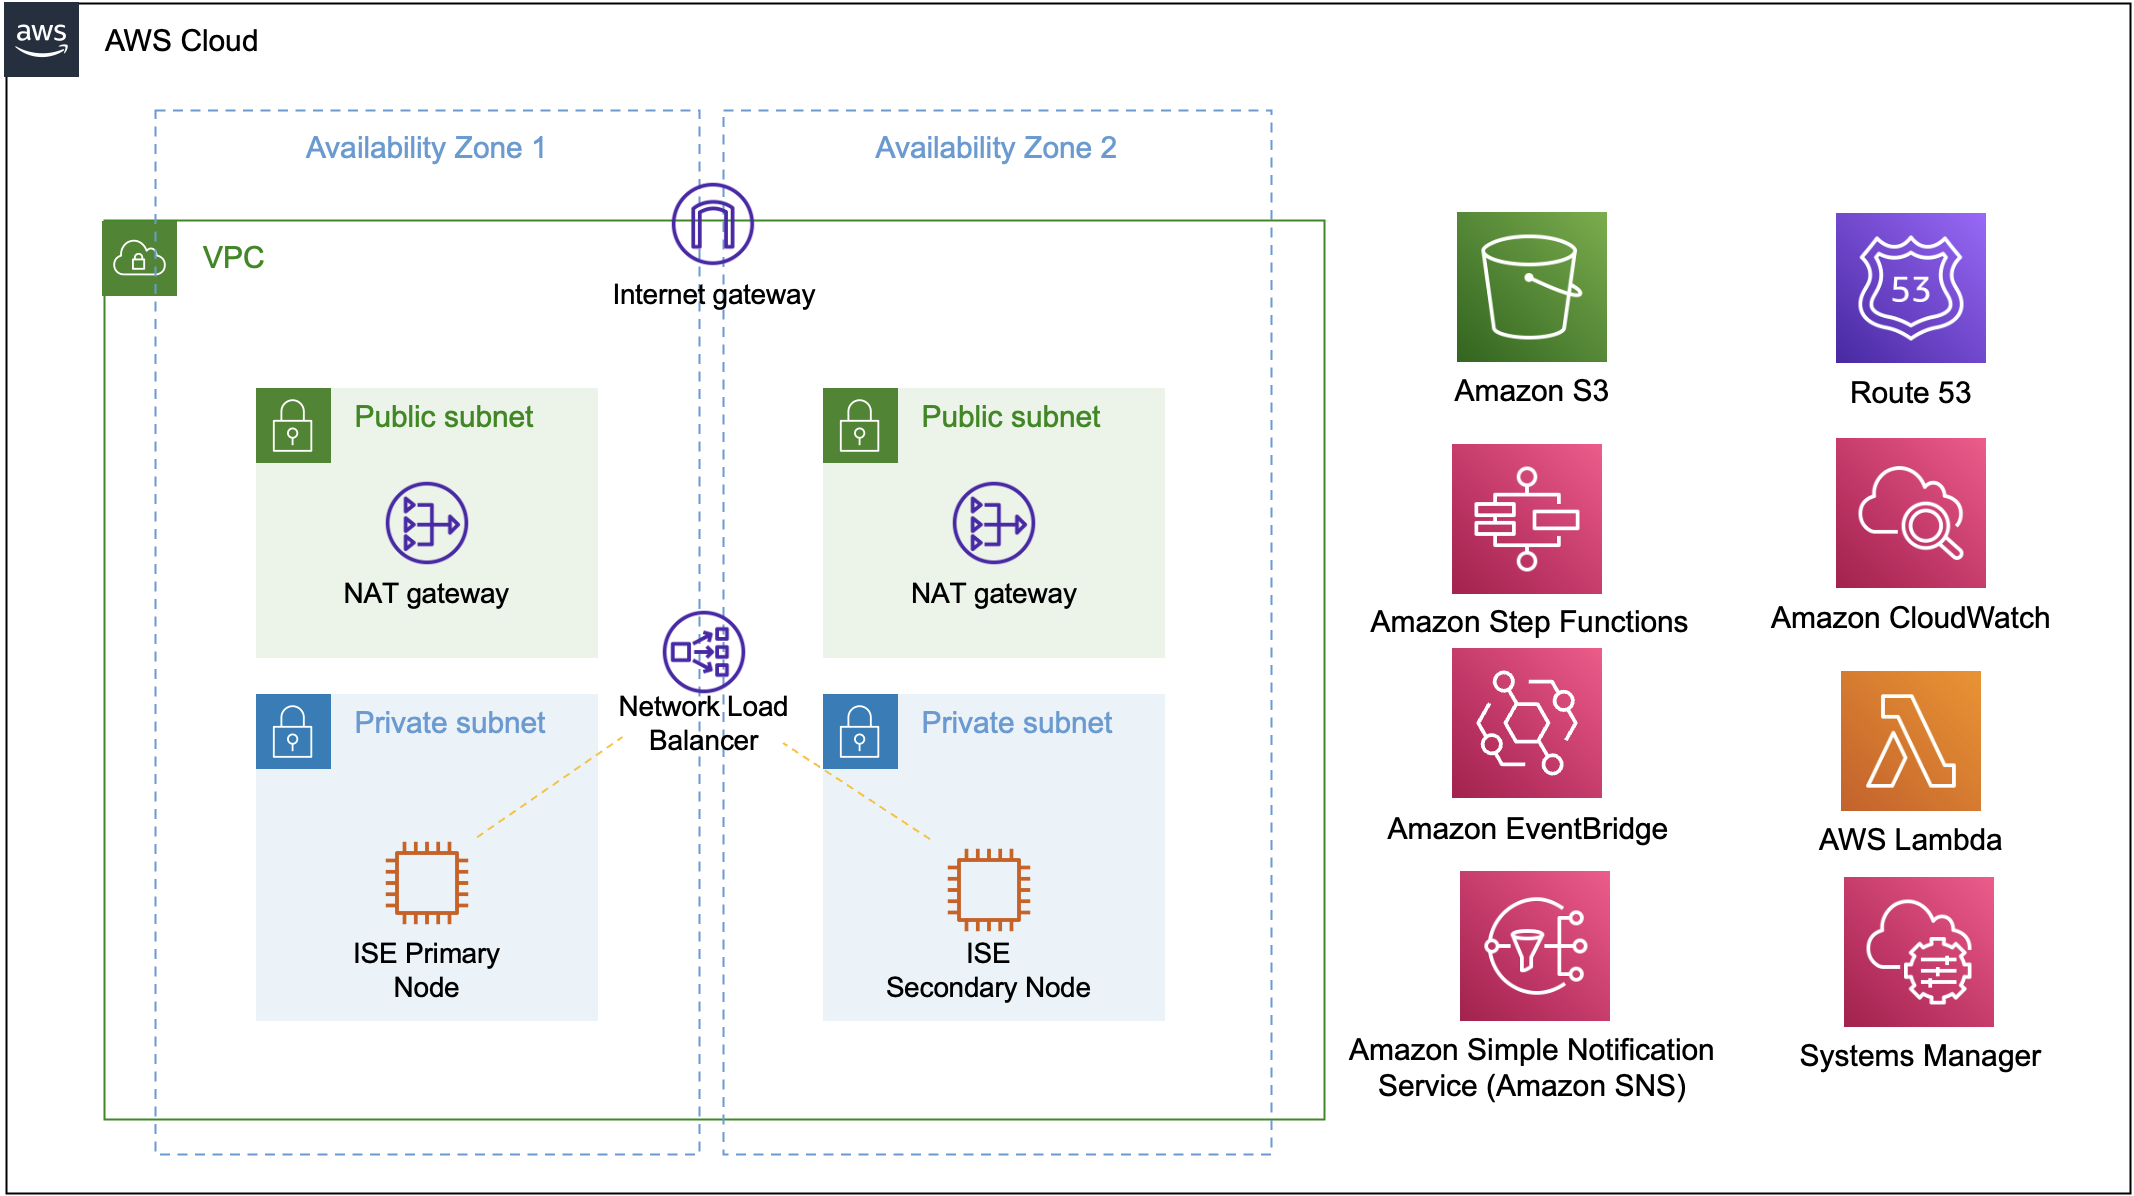 aws
AWS Cloud
Availability Zone 1
Availability Zone 2
VPC
Internet gateway
Public subnet
NAT gateway
Public subnet
NAT gateway
Network Load
Balancer
Private subnet
ISE Primary
Node
Private subnet
ISE
Secondary Node
Amazon S3
53
Route 53
Amazon Step Functions
Amazon CloudWatch
Amazon EventBridge
AWS Lambda
Amazon Simple Notification
Service (Amazon SNS)
Systems Manager